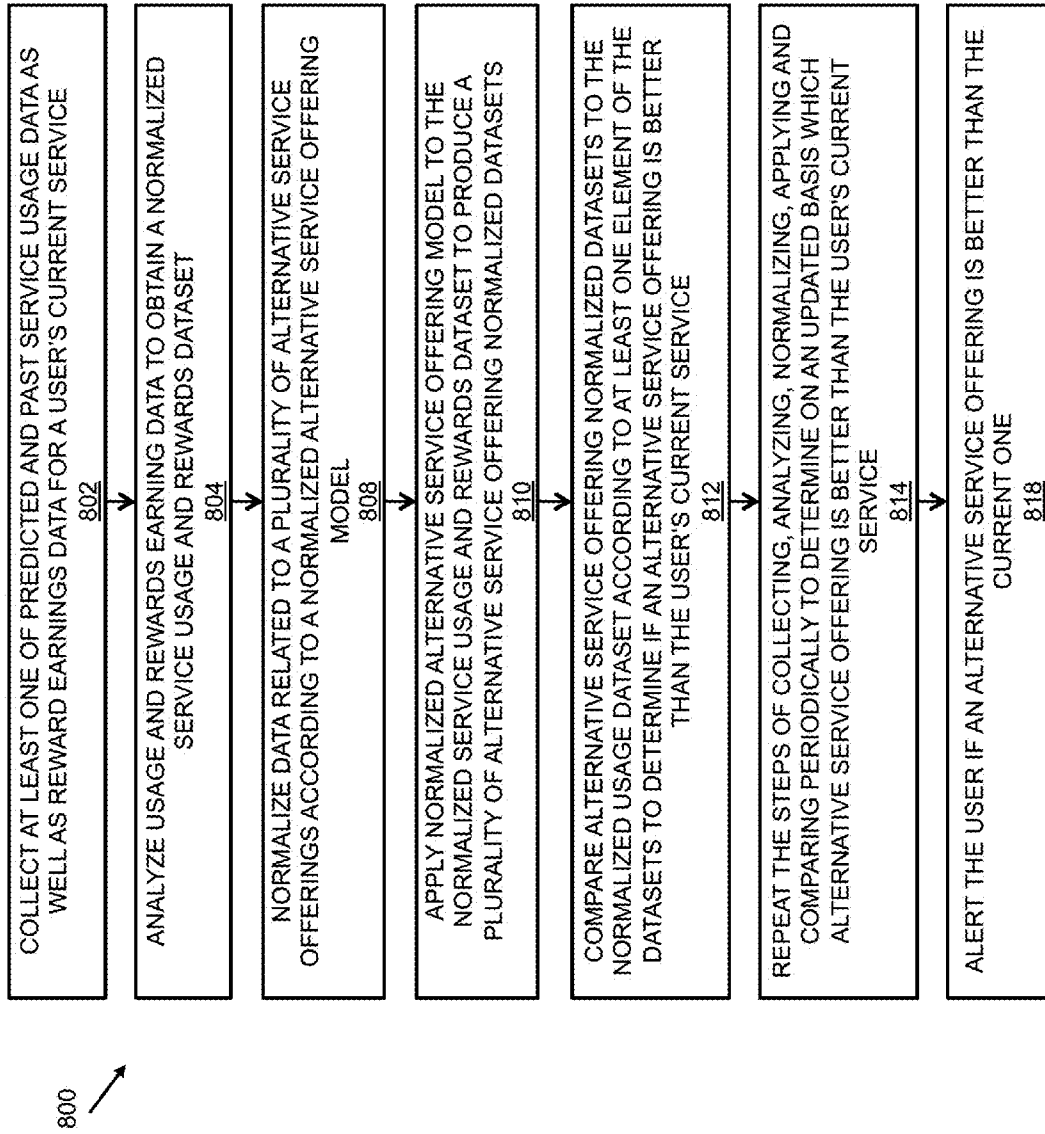 COLLECT AT LEAST ONE OF PREDICTED AND PAST SERVICE USAGE DATA AS
WELL AS REWARD EARNINGS DATA FOR A USER'S CURRENT SERVICE
802
ANALYZE USAGE AND REWARDS EARNING DATA TO OBTAIN A NORMALIZED
SERVICE USAGE AND REWARDS DATASET
804
NORMALIZE DATA RELATED TO A PLURALITY OF ALTERNATIVE SERVICE
OFFERINGS ACCORDING TO A NORMALIZED ALTERNATIVE SERVICE OFFERING
MODEL
808
APPLY NORMALIZED ALTERNATIVE SERVICE OFFERING MODEL TO THE
NORMALIZED SERVICE USAGE AND REWARDS DATASET TO PRODUCE A
PLURALITY OF ALTERNATIVE SERVICE OFFERING NORMALIZED DATASETS
810
COMPARE ALTERNATIVE SERVICE OFFERING NORMALIZED DATASETS TO THE
NORMALIZED USAGE DATASET ACCORDING TO AT LEAST ONE ELEMENT OF THE
DATASETS TO DETERMINE IF AN ALTERNATIVE SERVICE OFFERING IS BETTER
THAN THE USER'S CURRENT SERVICE
812
REPEAT THE STEPS OF COLLECTING, ANALYZING, NORMALIZING, APPLYING AND
COMPARING PERIODICALLY TO DETERMINE ON AN UPDATED BASIS WHICH
ALTERNATIVE SERVICE OFFERING IS BETTER THAN THE USER'S CURRENT
SERVICE
814
ALERT THE USER IF AN ALTERNATIVE SERVICE OFFERING IS BETTER THAN THE
CURRENT ONE
818
800